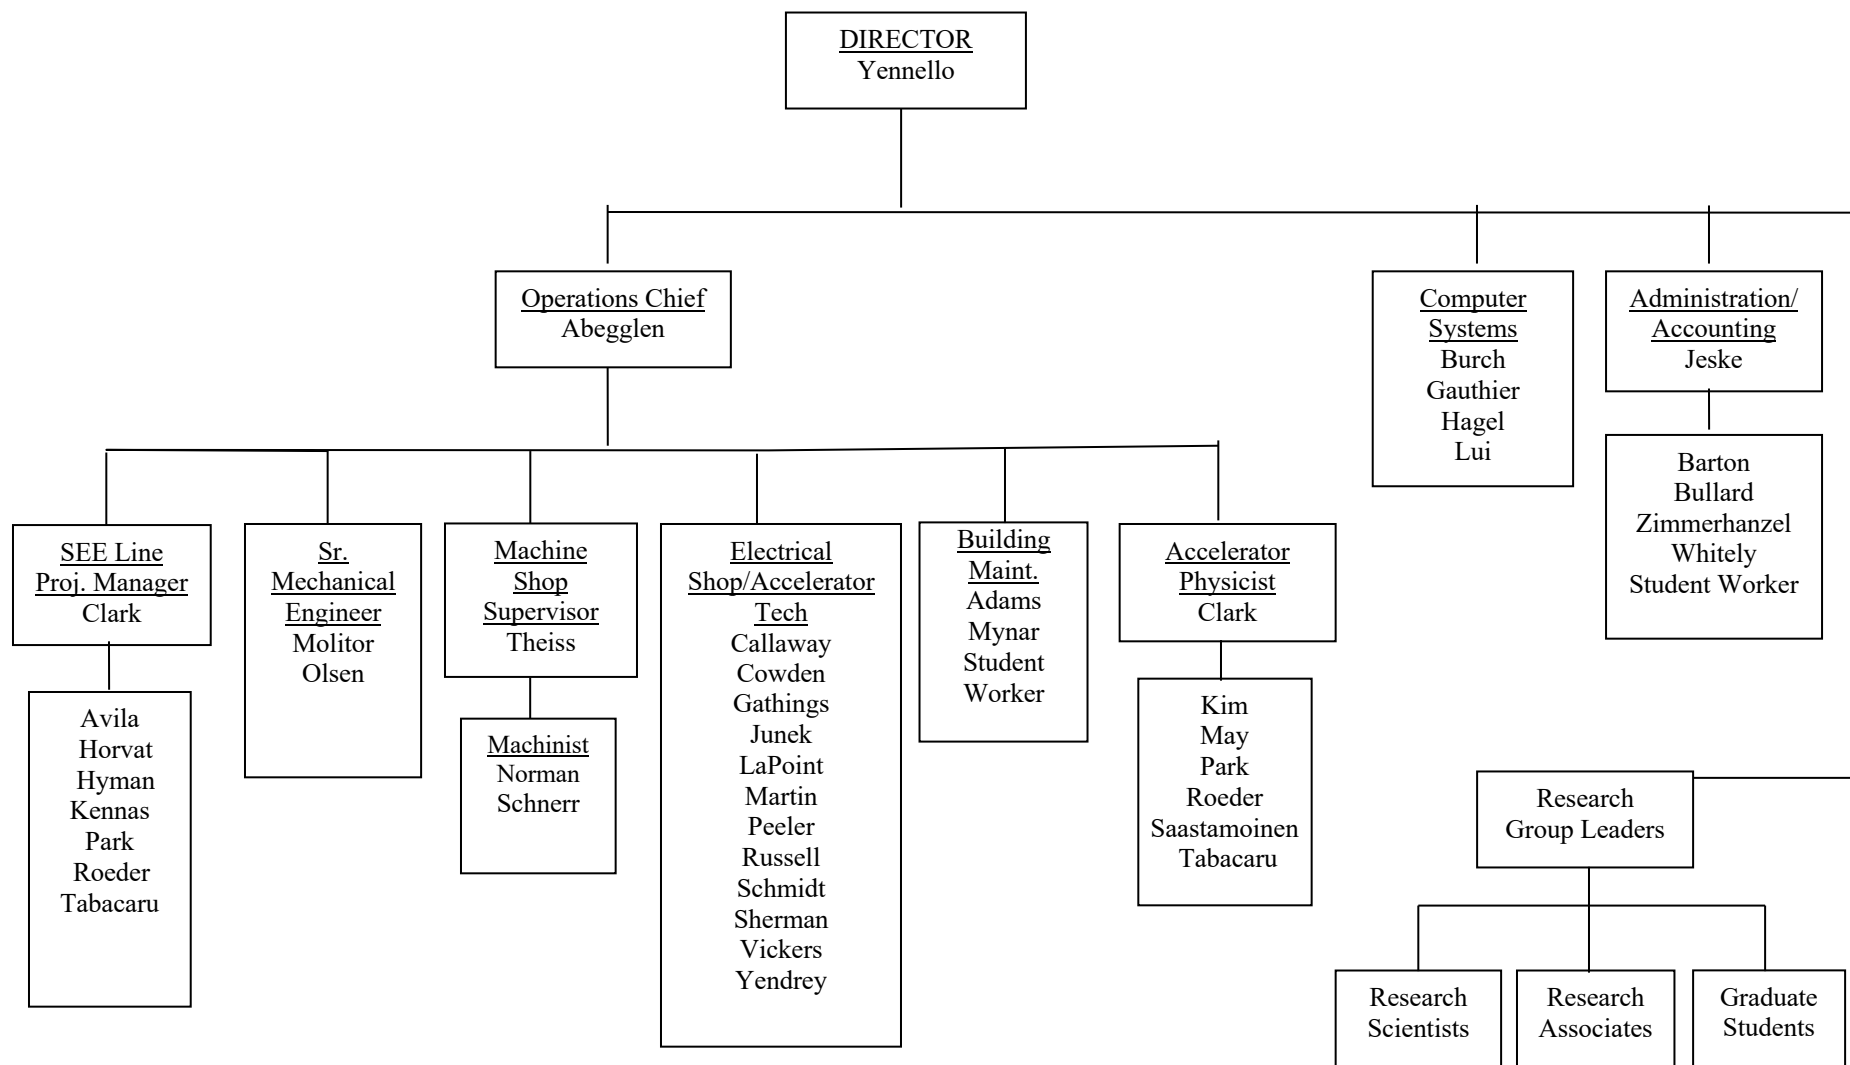 DIRECTOR
Yennello
Operations Chief
Abegglen
Computer
Systems
Burch
Gauthier
Hagel
Lui
Administration/
Accounting
Jeske
Barton
Bullard
Zimmerhanzel
Whitely
Student Worker
SEE Line
Proj. Manager
Clark
Avila
Horvat
Hyman
Kennas
Park
Roeder
Tabacaru
Sr.
Mechanical
Engineer
Molitor
Olsen
Machine
Shop
Supervisor
Theiss
Machinist
Norman
Schnerr
Electrical
Shop/Accelerator
Tech
Callaway
Cowden
Gathings
Junek
LaPoint
Martin
Peeler
Russell
Schmidt
Sherman
Vickers
Yendrey
Building
Maint.
Adams
Mynar
Student
Worker
Accelerator
Physicist
Clark
Kim
May
Park
Roeder
Saastamoinen
Tabacaru
Research
Group Leaders
Research
Scientists
Research
Associates
Graduate
Students